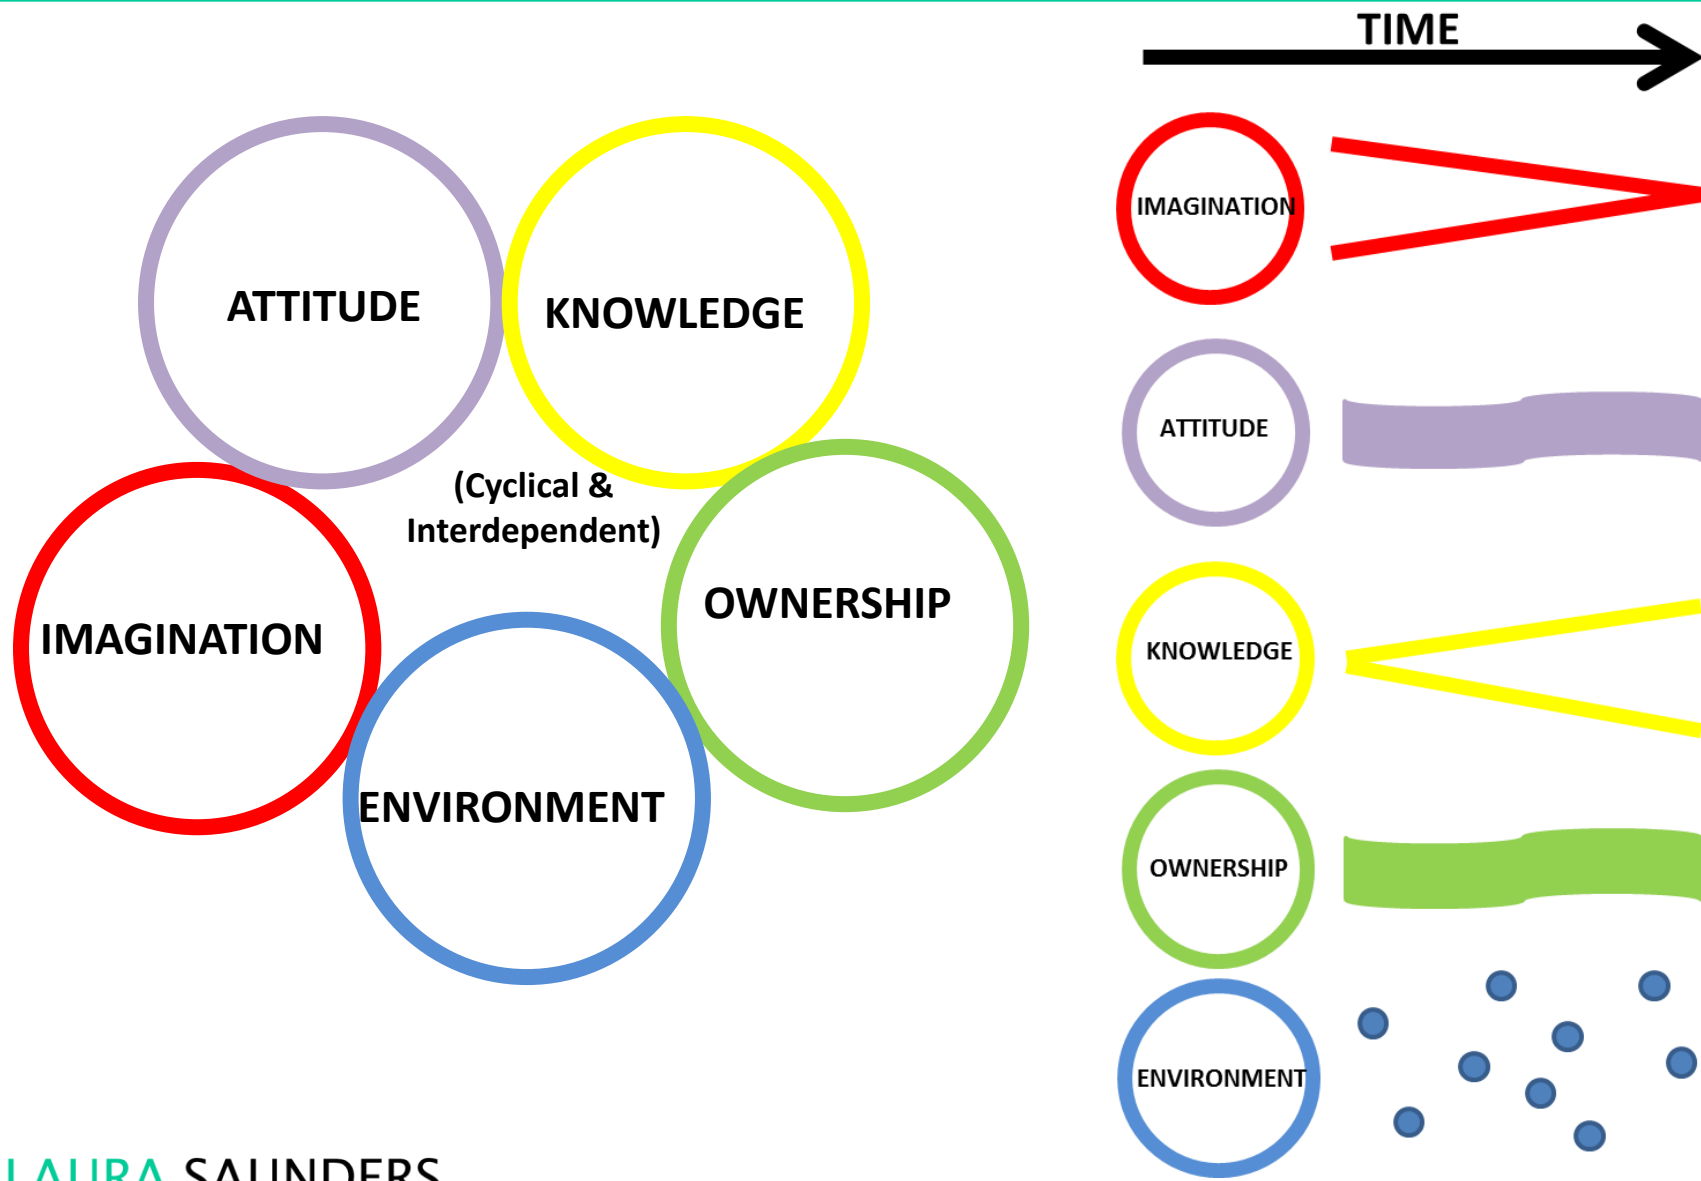 TIME
ATTITUDE
KNOWLEDGE
(Cyclical &
Interdependent)
IMAGINATION
OWNERSHIP
ENVIRONMENT
IMAGINATION
ATTITUDE
KNOWLEDGE
OWNERSHIP
ENVIRONMENT
LAURA SAUNDERS